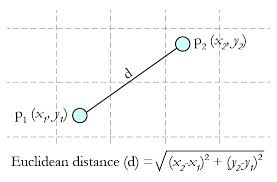 P₂ (x₂, y₂)
d
P₁ (x₁, y₁)
Euclidean distance (d) = √(x₂-x₁)² + (y₂-y₁)²